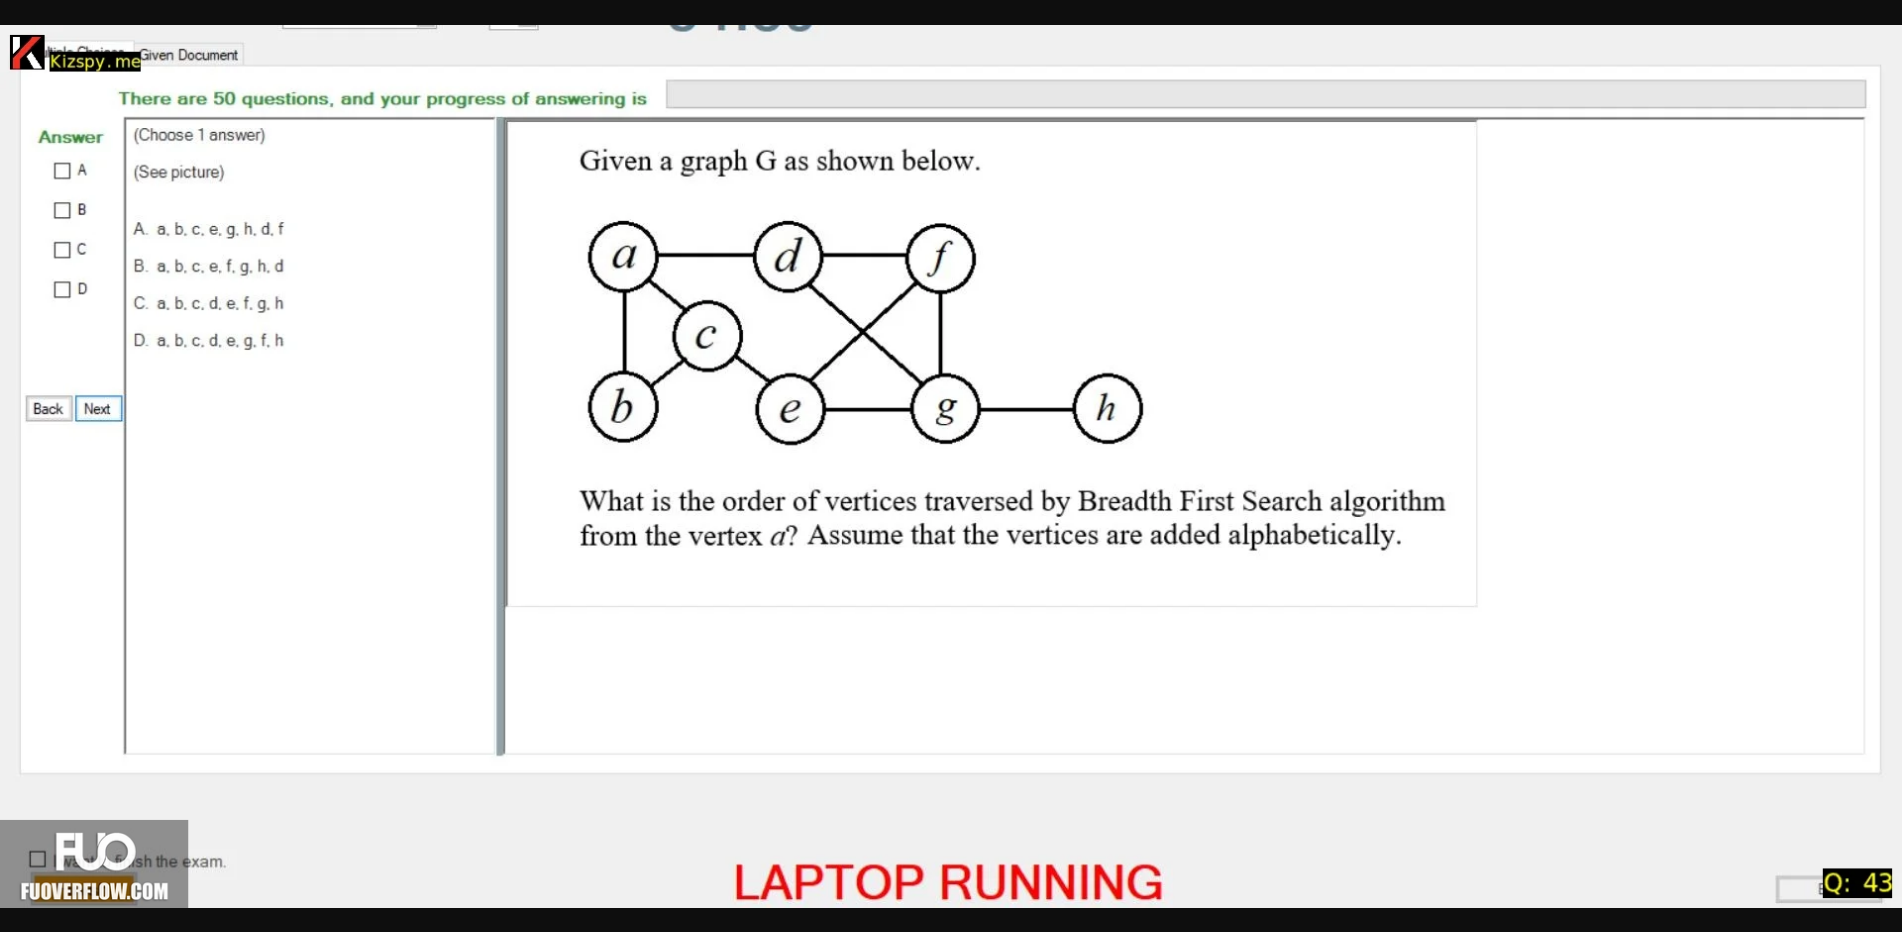 Given Document
Kizspy.me
There are 50 questions, and your progress of answering is
Answer
(Choose 1 answer)
A
(See picture)
B
A. a, b, c, e, g, h, d, f
C
B. a, b, c, e, f, g, h, d
D
C. a, b, c, d, e, f, g, h
D. a, b, c, d, e, g, f, h
Back
Next
Given a graph G as shown below.
a
d
f
c
b
e
g
h
What is the order of vertices traversed by Breadth First Search algorithm
from the vertex a? Assume that the vertices are added alphabetically.
FUO
the exam.
FUOVERFLOW.COM
LAPTOP RUNNING
Q: 43